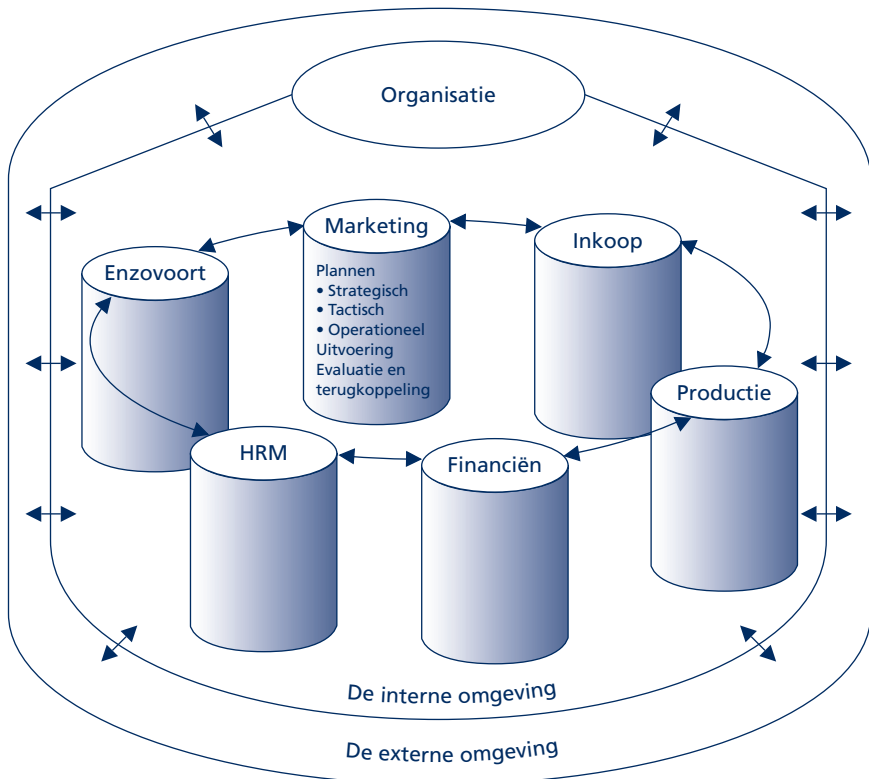 Organisatie
Marketing
Plannen
• Strategisch
• Tactisch
• Operationeel
Uitvoering
Evaluatie en
terugkoppeling
Inkoop
Enzovoort
Productie
HRM
Financiën
De interne omgeving
De externe omgeving